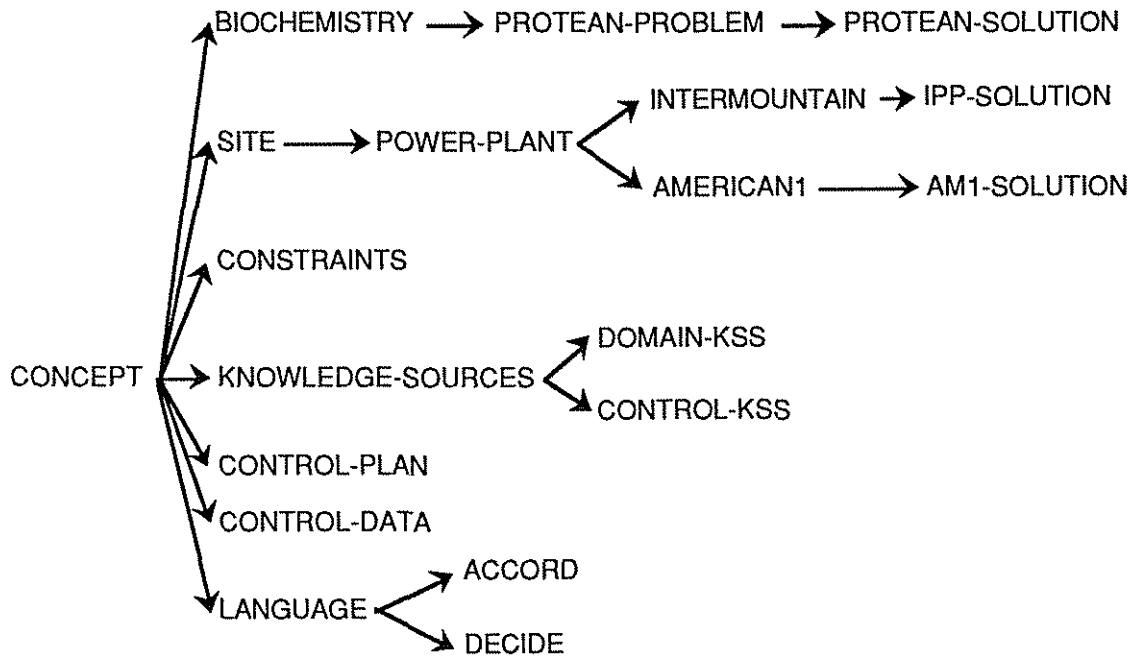 BIOCHEMISTRY PROTEAN-PROBLEM PROTEAN-SOLUTION
INTERMOUNTAIN IPP-SOLUTION
SITE POWER-PLANT
AMERICAN1 AM1-SOLUTION
CONSTRAINTS
DOMAIN-KSS
CONCEPT KNOWLEDGE-SOURCES
CONTROL-KSS
CONTROL-PLAN
CONTROL-DATA
ACCORD
LANGUAGE
DECIDE